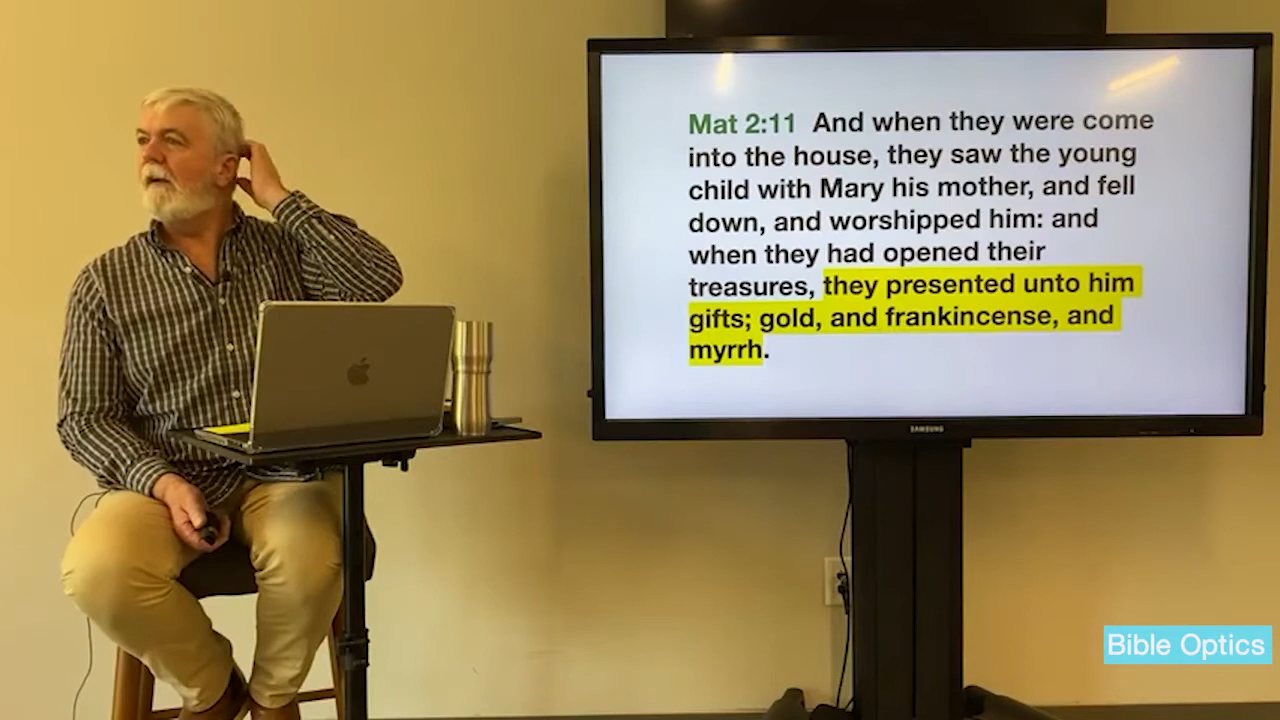 Mat 2:11 And when they were come
into the house, they saw the young
child with Mary his mother, and fell
down, and worshipped him: and
when they had opened their
treasures, they presented unto him
gifts; gold, and frankincense, and
myrrh.
SAMSUNG
Bible Optics